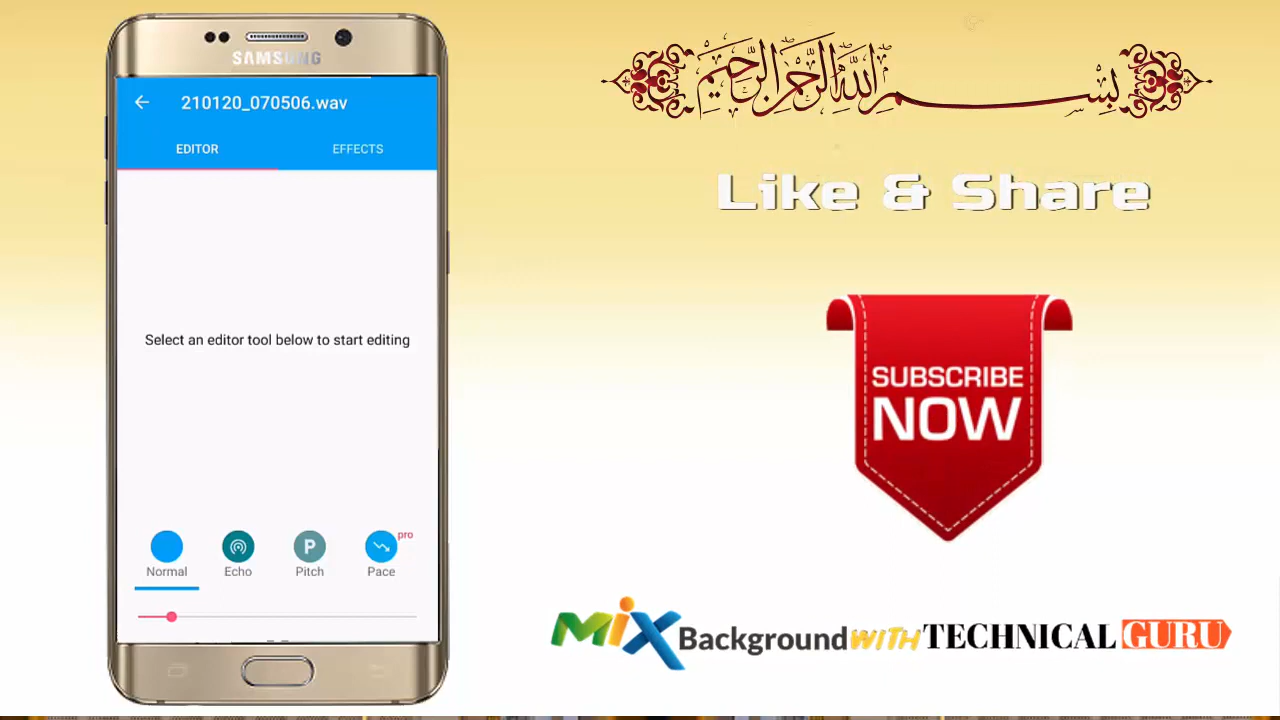 SAMSUNG
210120_070506.wav
EDITOR
EFFECTS
Select an editor tool below to start editing
pro
Normal
Echo
P
Pitch
Pace
بسم الله الرحمن الرحيم
Like & Share
SUBSCRIBE
NOW
MiX Background WITH TECHNICAL GURU